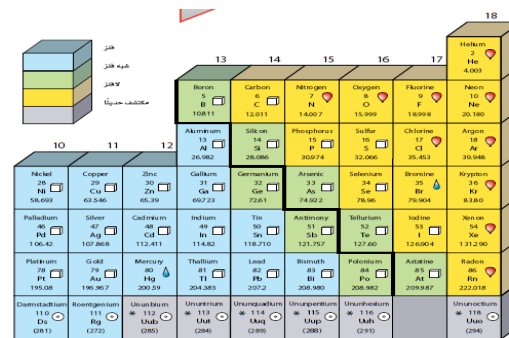 18
فلز
شبه فلز
لافلز
مكتشف حديثًا
13 14 15 16 17
Helium
2
He
4.003
Boron Carbon Nitrogen Oxygen Fluorine Neon
5 6 7 8 9 10
B C N O F Ne
10.811 12.011 14.007 15.999 18.998 20.180
10 11 12
Aluminum Silicon Phosphorus Sulfur Chlorine Argon
13 14 15 16 17 18
Al Si P S Cl Ar
26.982 28.086 30.974 32.066 35.453 39.948
Nickel Copper Zinc Gallium Germanium Arsenic Selenium Bromine Krypton
28 29 30 31 32 33 34 35 36
Ni Cu Zn Ga Ge As Se Br Kr
58.693 63.546 65.39 69.723 72.61 74.922 78.96 79.904 83.80
Palladium Silver Cadmium Indium Tin Antimony Tellurium Iodine Xenon
46 47 48 49 50 51 52 53 54
Pd Ag Cd In Sn Sb Te I Xe
106.42 107.868 112.411 114.82 118.710 121.757 127.60 126.904 131.290
Platinum Gold Mercury Thallium Lead Bismuth Polonium Astatine Radon
78 79 80 81 82 83 84 85 86
Pt Au Hg Tl Pb Bi Po At Rn
195.08 196.967 200.59 204.383 207.2 208.980 208.982 209.987 222.018
Darmstadtium Roentgenium Ununbium Ununtrium Ununquadium Ununpentium Ununhexium Ununoctium
110 111 * 112 * 113 * 114 * 115 * 116 * 118
Ds Rg Uub Uut Uuq Uup Uuh Uuo
(281) (272) (285) (284) (289) (288) (291) (294)